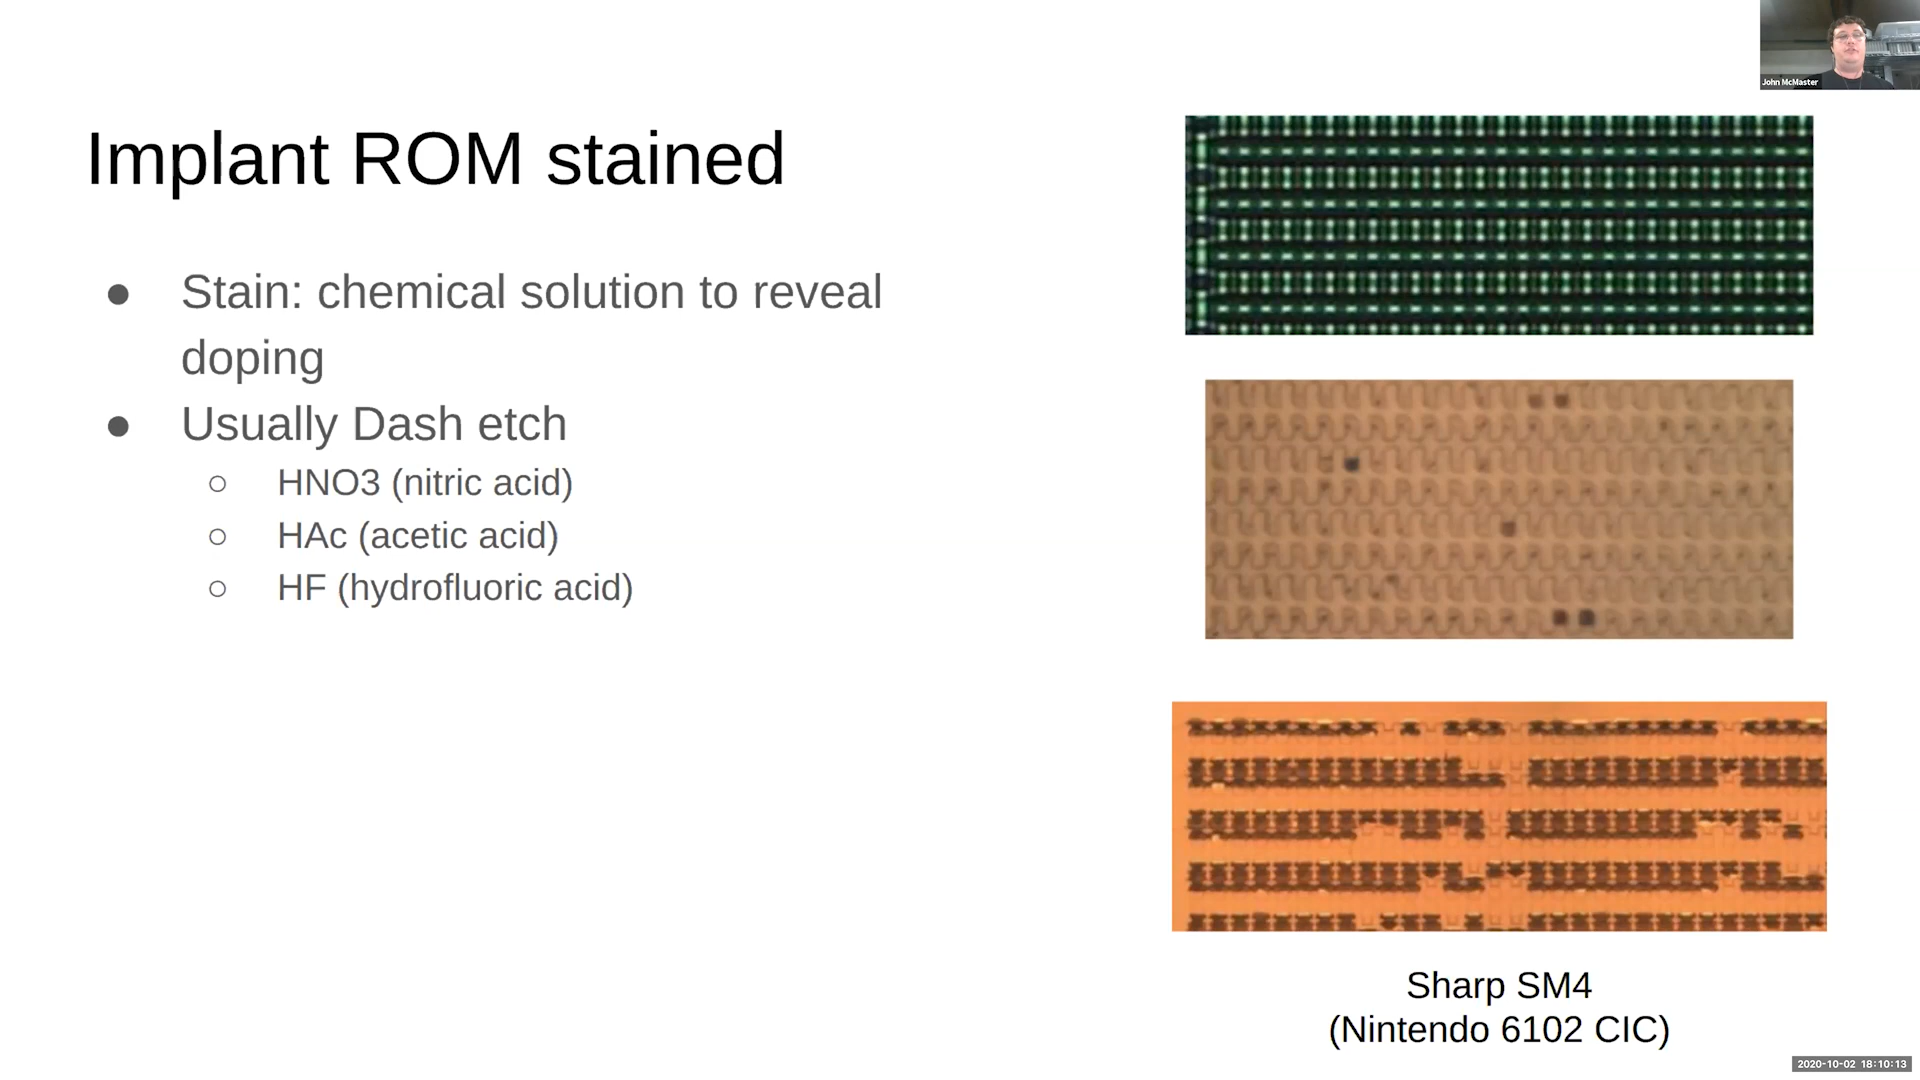 John McMaster
Implant ROM stained
● Stain: chemical solution to reveal
doping
● Usually Dash etch
○ HNO3 (nitric acid)
○ HAc (acetic acid)
○ HF (hydrofluoric acid)
Sharp SM4
(Nintendo 6102 CIC)
2020-10-02 18:10:13